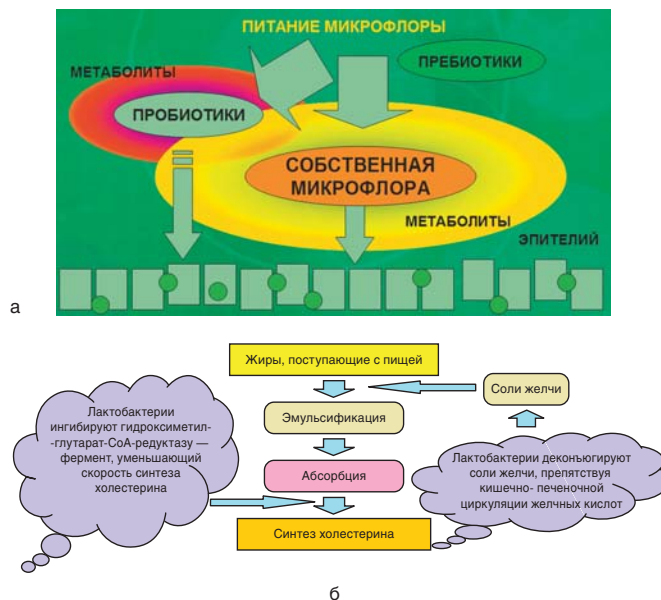 ПИТАНИЕ МИКРОФЛОРЫ
ПРЕБИОТИКИ
МЕТАБОЛИТЫ
ПРОБИОТИКИ
СОБСТВЕННАЯ
МИКРОФЛОРА
МЕТАБОЛИТЫ
ЭПИТЕЛИЙ
а
Жиры, поступающие с пищей
Соли желчи
Эмульсификация
Лактобактерии
ингибируют гидроксиметил-
-глутарат-СоА-редуктазу —
фермент, уменьшающий
скорость синтеза
холестерина
Абсорбция
Лактобактерии деконъюгируют
соли желчи, препятствуя
кишечно- печеночной
циркуляции желчных кислот
Синтез холестерина
б